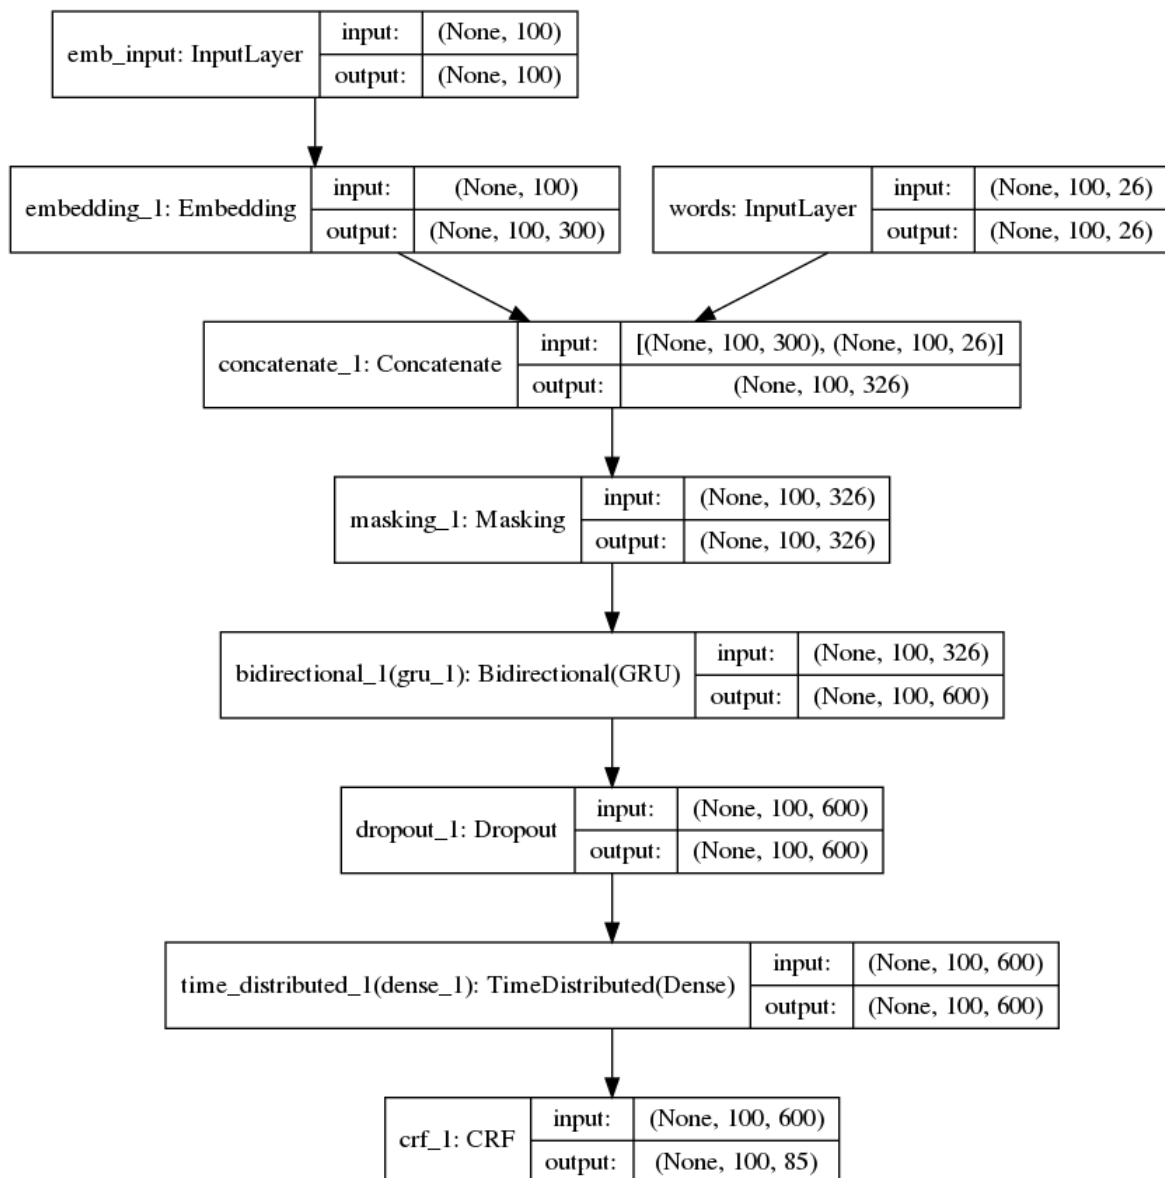 emb_input: InputLayer
input: (None, 100)
output: (None, 100)
embedding_1: Embedding
input: (None, 100)
output: (None, 100, 300)
words: InputLayer
input: (None, 100, 26)
output: (None, 100, 26)
concatenate_1: Concatenate
input: [(None, 100, 300), (None, 100, 26)]
output: (None, 100, 326)
masking_1: Masking
input: (None, 100, 326)
output: (None, 100, 326)
bidirectional_1(gru_1): Bidirectional(GRU)
input: (None, 100, 326)
output: (None, 100, 600)
dropout_1: Dropout
input: (None, 100, 600)
output: (None, 100, 600)
time_distributed_1(dense_1): TimeDistributed(Dense)
input: (None, 100, 600)
output: (None, 100, 600)
crf_1: CRF
input: (None, 100, 600)
output: (None, 100, 85)